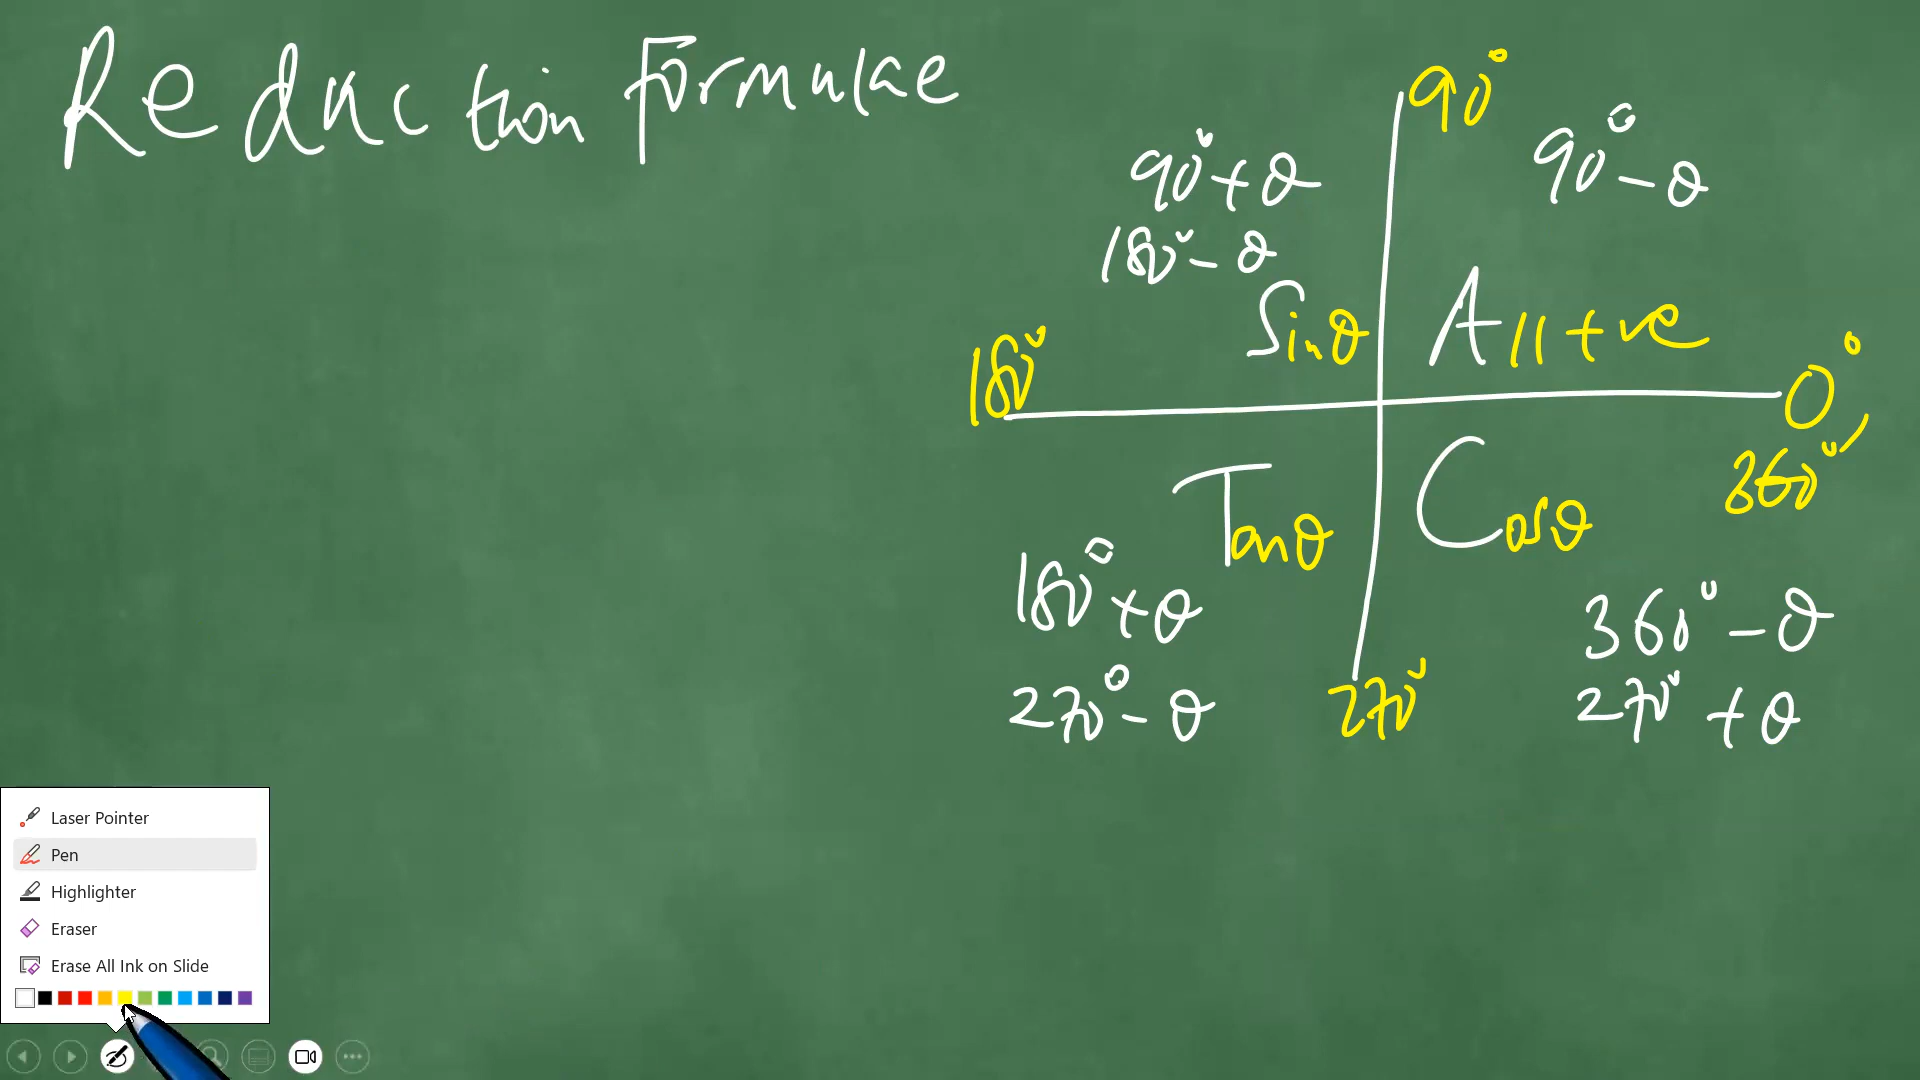 Reduction Formulae
90°
90°+θ
90°-θ
180°-θ
Sinθ
All+ve
180°
0°,
360°
Tanθ
Cosθ
180°+θ
360°-θ
270°-θ
270°
270°+θ
Laser Pointer
Pen
Highlighter
Eraser
Erase All Ink on Slide